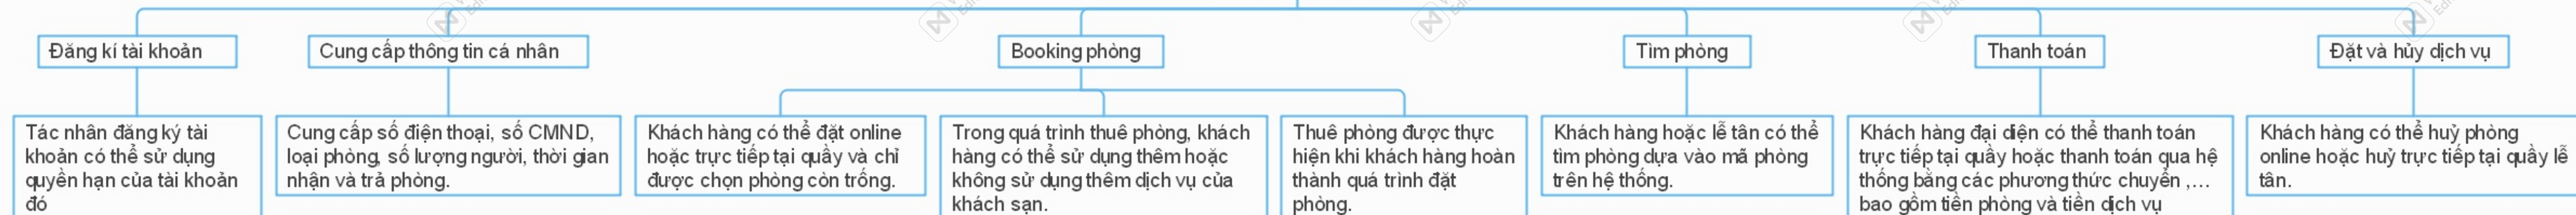 Đăng kí tài khoản
Cung cấp thông tin cá nhân
Booking phòng
Tìm phòng
Thanh toán
Đặt và hủy dịch vụ
Tác nhân đăng ký tài
khoản có thể sử dụng
quyền hạn của tài khoản
đó
Cung cấp số điện thoại, số CMND,
loại phòng, số lượng người, thời gian
nhận và trả phòng.
Khách hàng có thể đặt online
hoặc trực tiếp tại quầy và chỉ
được chọn phòng còn trống.
Trong quá trình thuê phòng, khách
hàng có thể sử dụng thêm hoặc
không sử dụng thêm dịch vụ của
khách sạn.
Thuê phòng được thực
hiện khi khách hàng hoàn
thành quá trình đặt
phòng.
Khách hàng hoặc lễ tân có thể
tìm phòng dựa vào mã phòng
trên hệ thống.
Khách hàng đại diện có thể thanh toán
trực tiếp tại quầy hoặc thanh toán qua hệ
thống bằng các phương thức chuyển ,...
bao gồm tiền phòng và tiền dịch vụ
Khách hàng có thể huỷ phòng
online hoặc huỷ trực tiếp tại quầy lễ
tân.